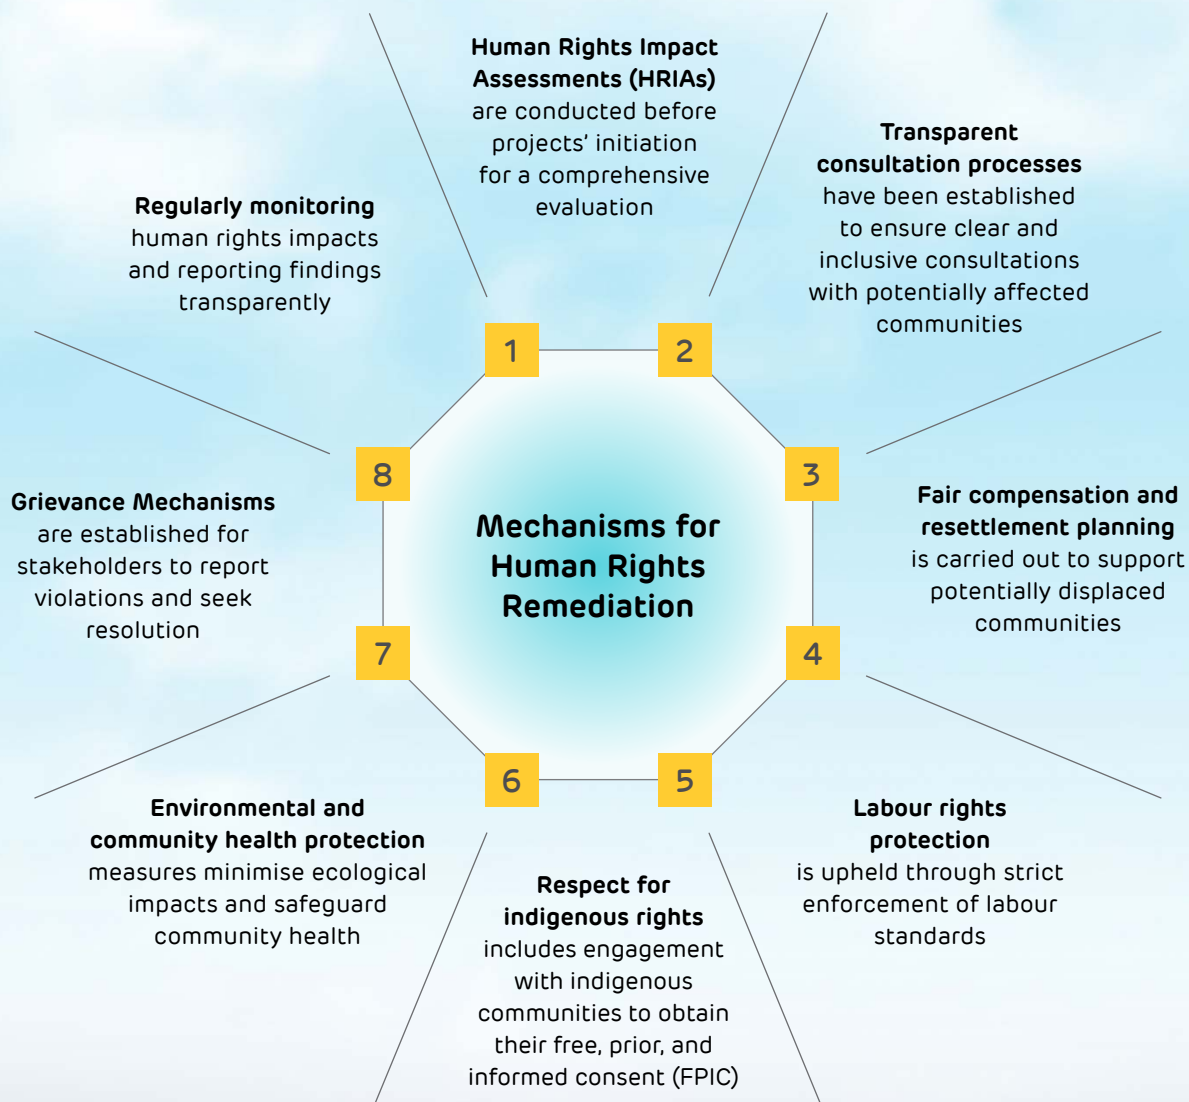 Mechanisms for
Human Rights
Remediation
1
Human Rights Impact
Assessments (HRIAs)
are conducted before
projects’ initiation
for a comprehensive
evaluation
2
Transparent
consultation processes
have been established
to ensure clear and
inclusive consultations
with potentially affected
communities
3
Fair compensation and
resettlement planning
is carried out to support
potentially displaced
communities
4
Labour rights
protection
is upheld through strict
enforcement of labour
standards
5
Respect for
indigenous rights
includes engagement
with indigenous
communities to obtain
their free, prior, and
informed consent (FPIC)
6
Environmental and
community health protection
measures minimise ecological
impacts and safeguard
community health
7
Grievance Mechanisms
are established for
stakeholders to report
violations and seek
resolution
8
Regularly monitoring
human rights impacts
and reporting findings
transparently